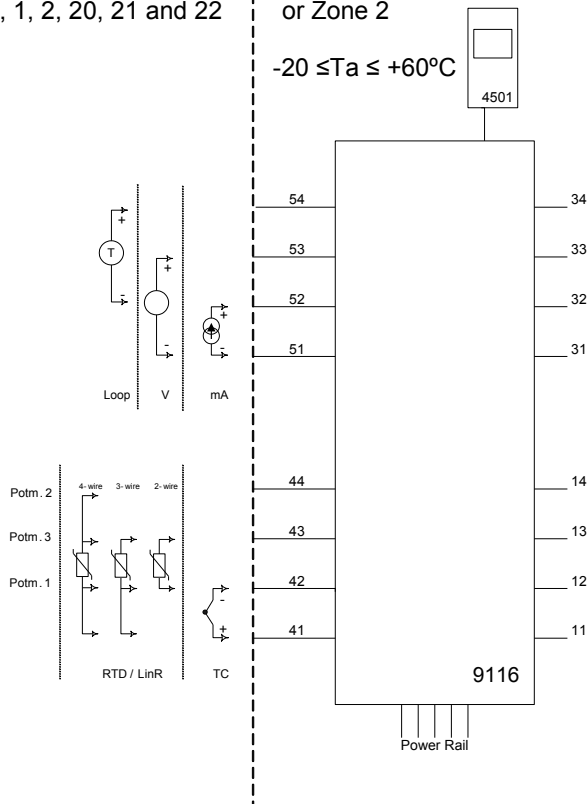 , 1, 2, 20, 21 and 22
or Zone 2
-20 ≤Ta ≤ +60ºC
4501
54
34
+
T
53
33
+
-
52
32
+
-
51
31
-
Loop
V
mA
4- wire
3- wire
2- wire
Potm. 2
44
14
Potm. 3
43
13
Potm. 1
42
12
-
+
41
11
RTD / LinR
TC
9116
Power Rail